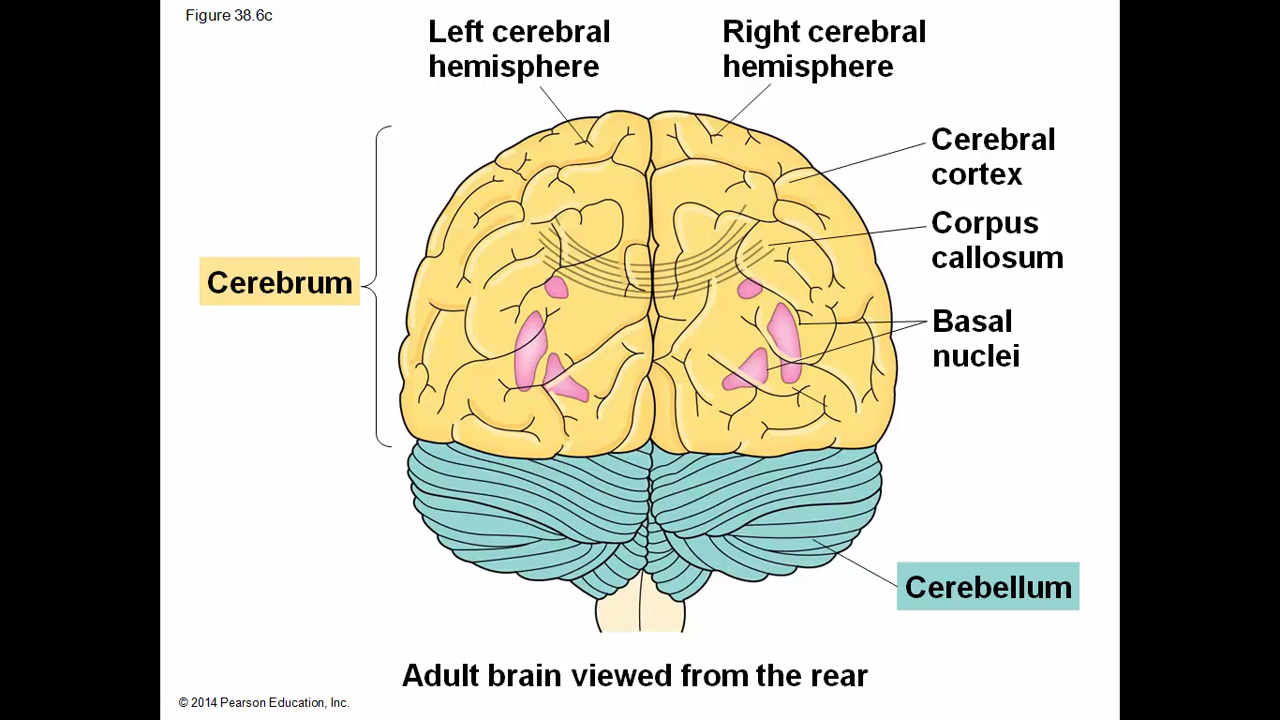 Figure 38.6c
Left cerebral
hemisphere
Right cerebral
hemisphere
Cerebral
cortex
Corpus
callosum
Cerebrum
Basal
nuclei
Cerebellum
Adult brain viewed from the rear
© 2014 Pearson Education, Inc.